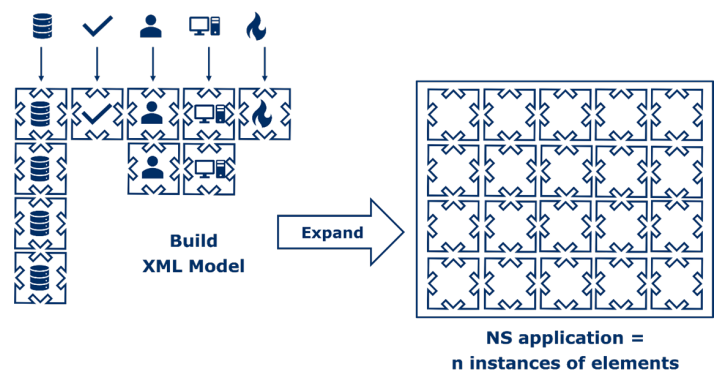 Build
XML Model
Expand
NS application =
n instances of elements